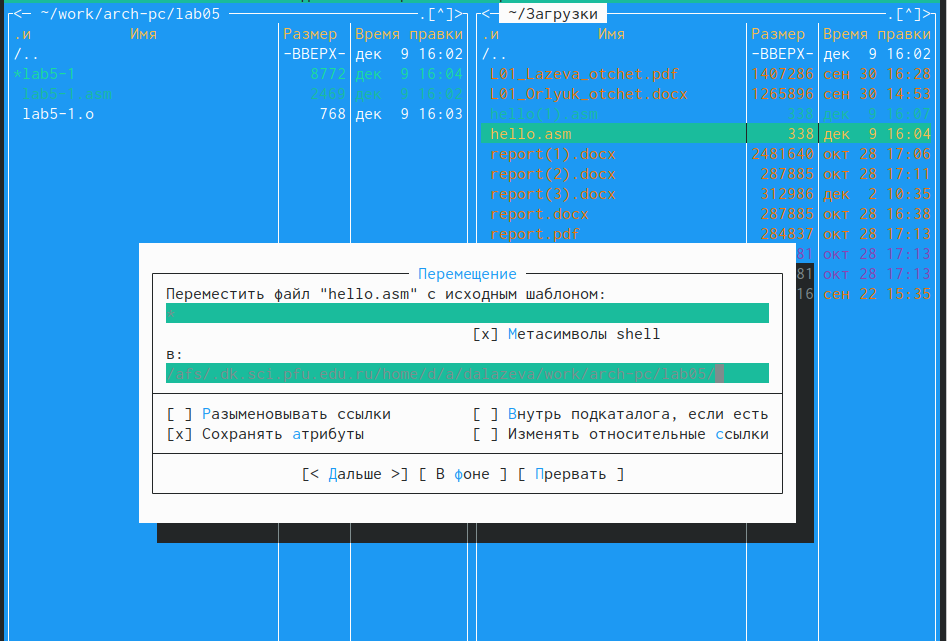 <— ~/work/arch-pc/lab05 .[^]>
.и Имя Размер Время правки
/.. -ВВЕРХ- дек 9 16:02
*lab5-1 8772 дек 9 16:04
lab5-1.asm 2469 дек 9 16:02
lab5-1.o 768 дек 9 16:03
<— ~/Загрузки .[^]>
.и Имя Размер Время правки
/.. -ВВЕРХ- дек 9 16:02
L01_Lazeva_otchet.pdf 1407286 сен 30 16:28
L01_Orlyuk_otchet.docx 1265896 сен 30 14:53
hello(1).asm 338 дек 9 16:07
hello.asm 338 дек 9 16:04
report(1).docx 2481640 окт 28 17:06
report(2).docx 287885 окт 28 17:11
report(3).docx 312986 дек 2 10:35
report.docx 287885 окт 28 16:38
report.pdf 284837 окт 28 17:13
81 окт 28 17:13
81 окт 28 17:13
16 сен 22 15:35
Перемещение
Переместить файл "hello.asm" с исходным шаблоном:
*
[x] Метасимволы shell
в:
/afs/.dk.sci.pfu.edu.ru/home/d/a/dalazeva/work/arch-pc/lab05/
[ ] Разыменовывать ссылки [ ] Внутрь подкаталога, если есть
[x] Сохранять атрибуты [ ] Изменять относительные ссылки
[< Дальше >] [ В фоне ] [ Прервать ]